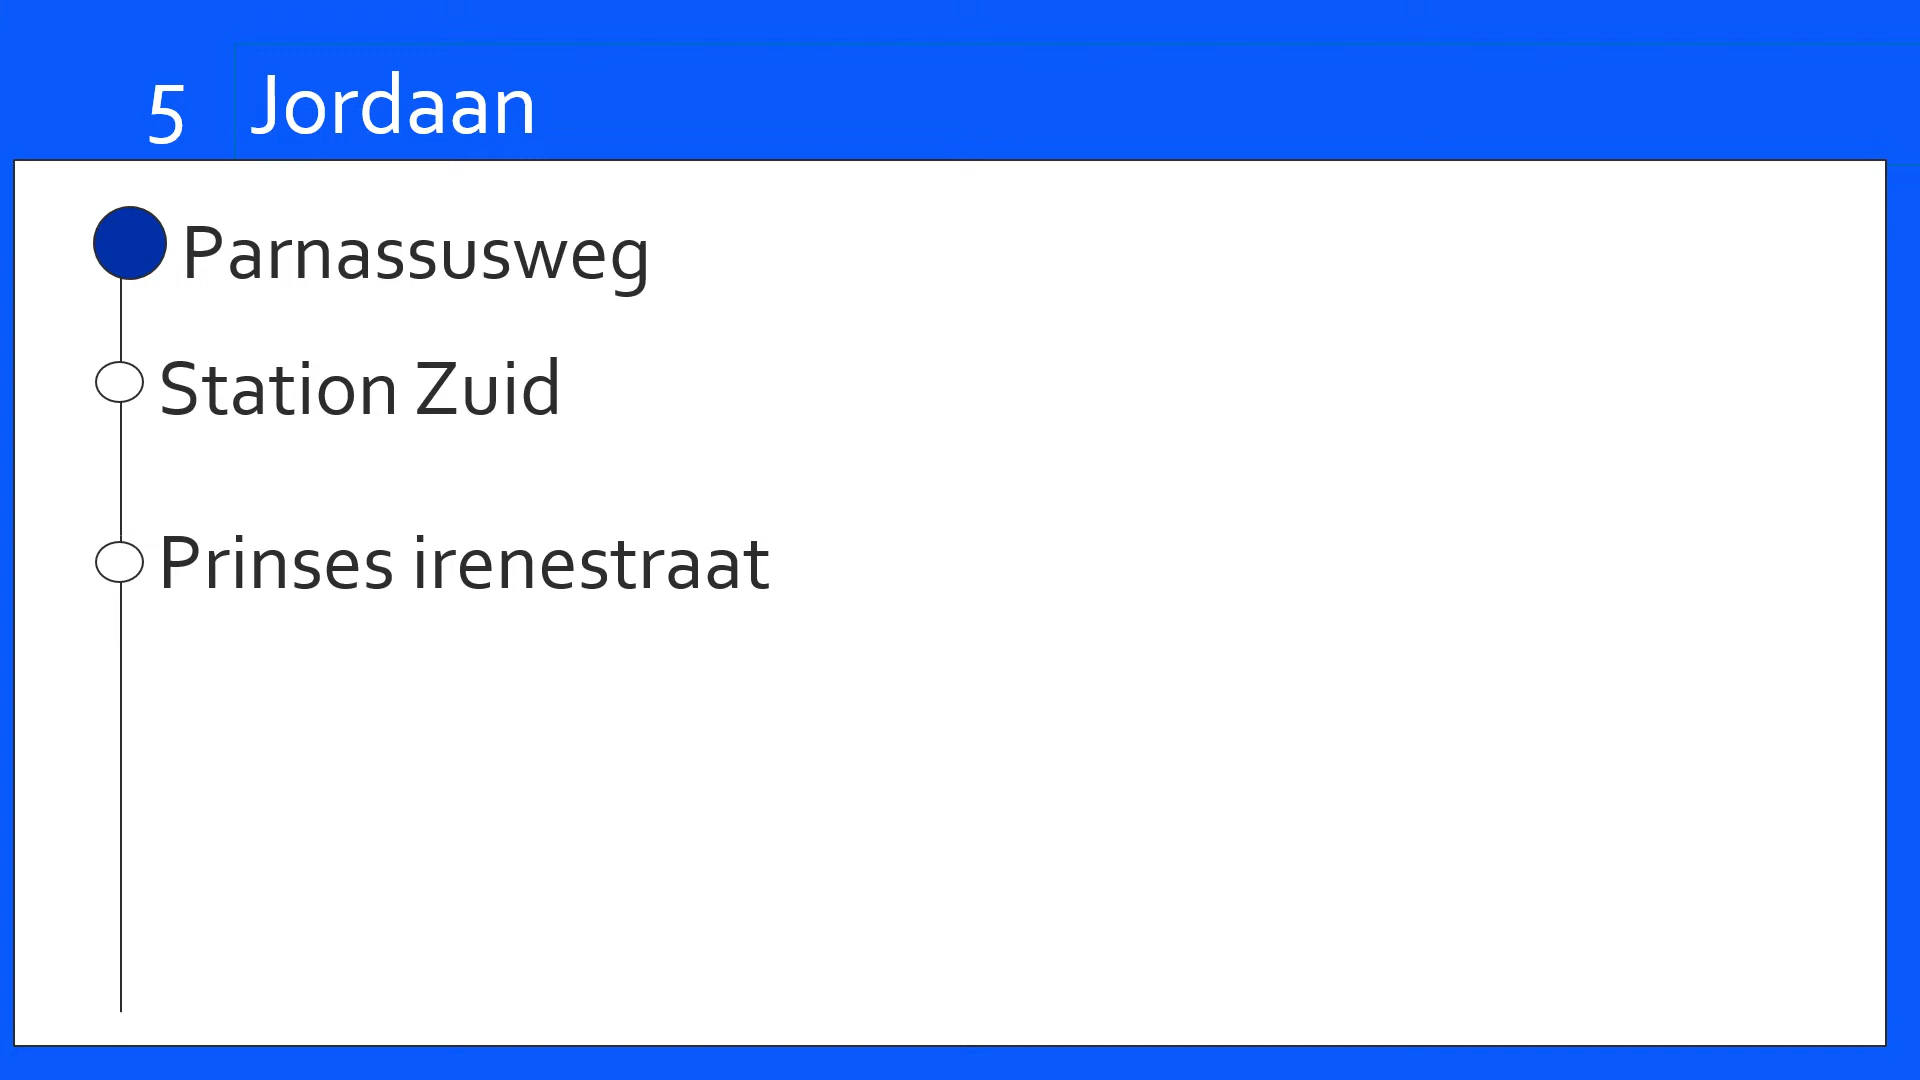 5 Jordaan
Parnassusweg
Station Zuid
Prinses irenestraat